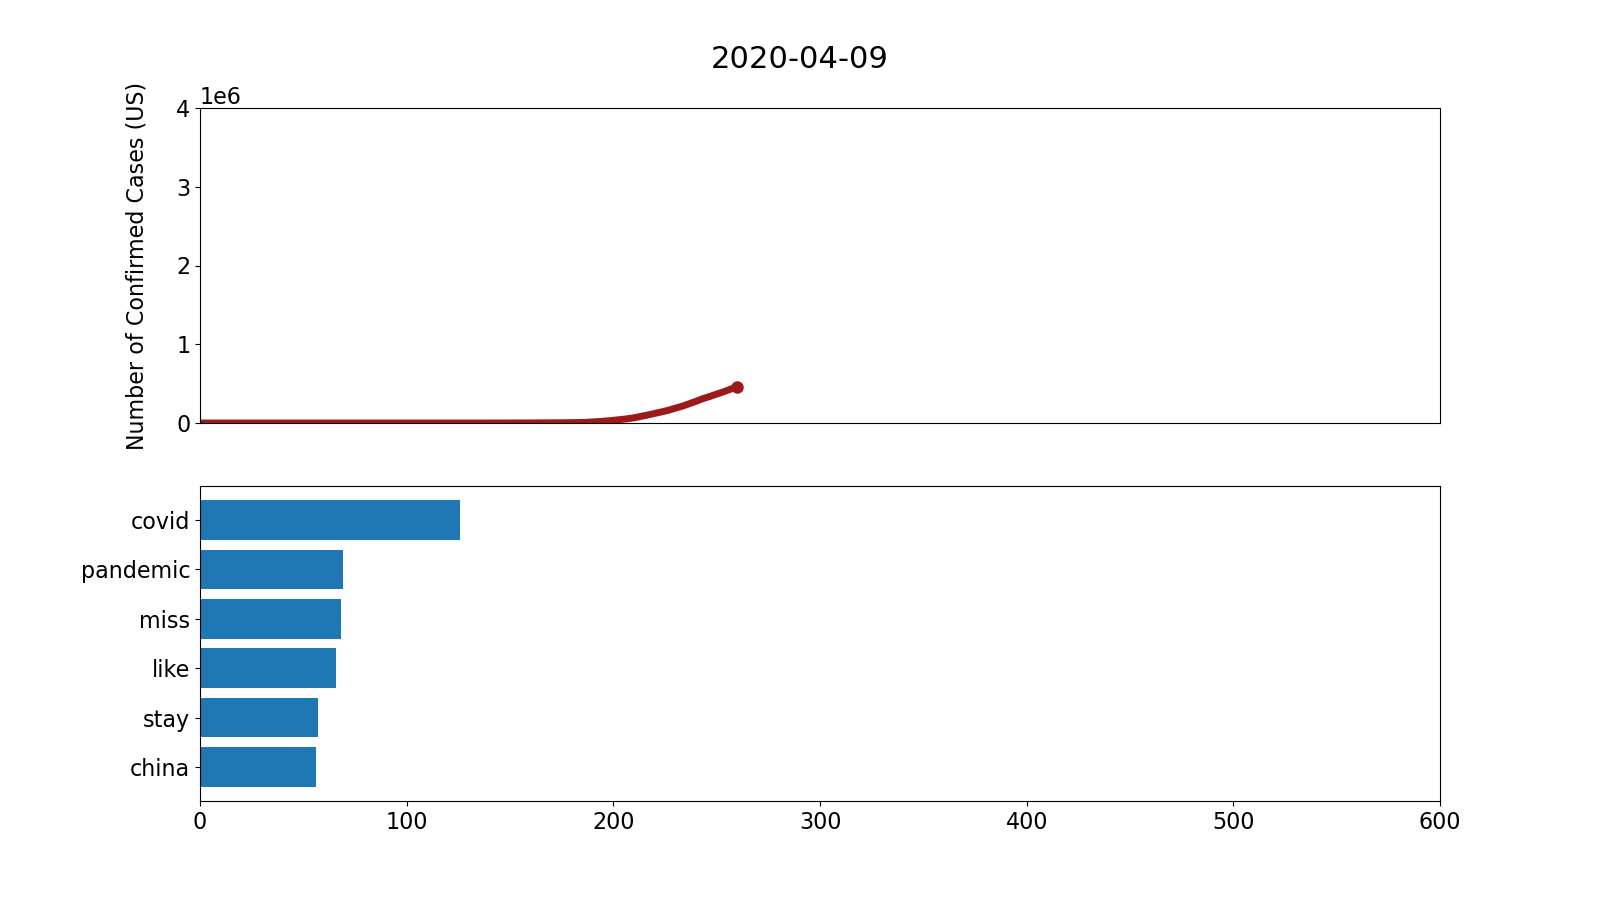 2020-04-09
1e6
Number of Confirmed Cases (US)
4
3
2
1
0
covid
pandemic
miss
like
stay
china
0 100 200 300 400 500 600